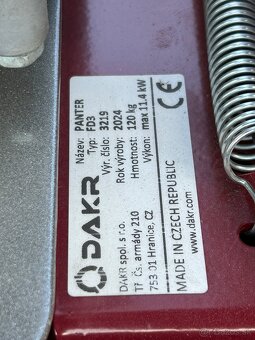 Název: PANTER
Typ: FD3
Výr. číslo: 3219
Rok výroby: 2024
Hmotnost: 120 kg
Výkon: max 11.4 kW
CE
DAKR
DAKR spol. s r.o.
Tř. Čs. armády 210
753 01 Hranice, CZ
MADE IN CZECH REPUBLIC
www.dakr.com